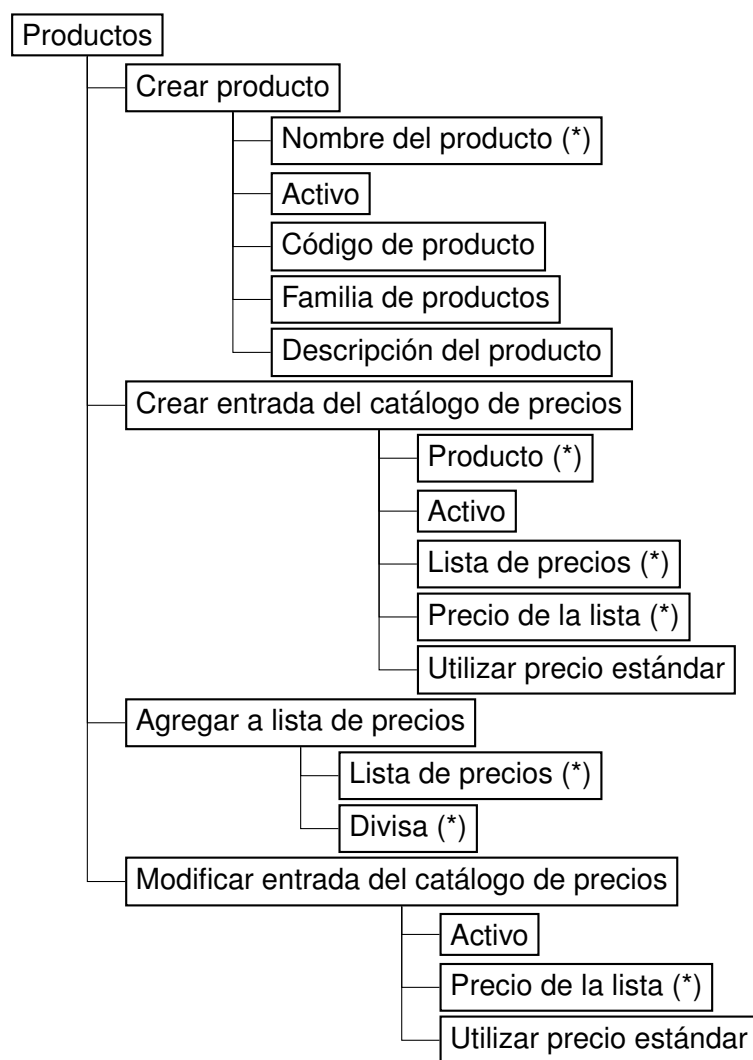 Productos
Crear producto
Nombre del producto (*)
Activo
Código de producto
Familia de productos
Descripción del producto
Crear entrada del catálogo de precios
Producto (*)
Activo
Lista de precios (*)
Precio de la lista (*)
Utilizar precio estándar
Agregar a lista de precios
Lista de precios (*)
Divisa (*)
Modificar entrada del catálogo de precios
Activo
Precio de la lista (*)
Utilizar precio estándar